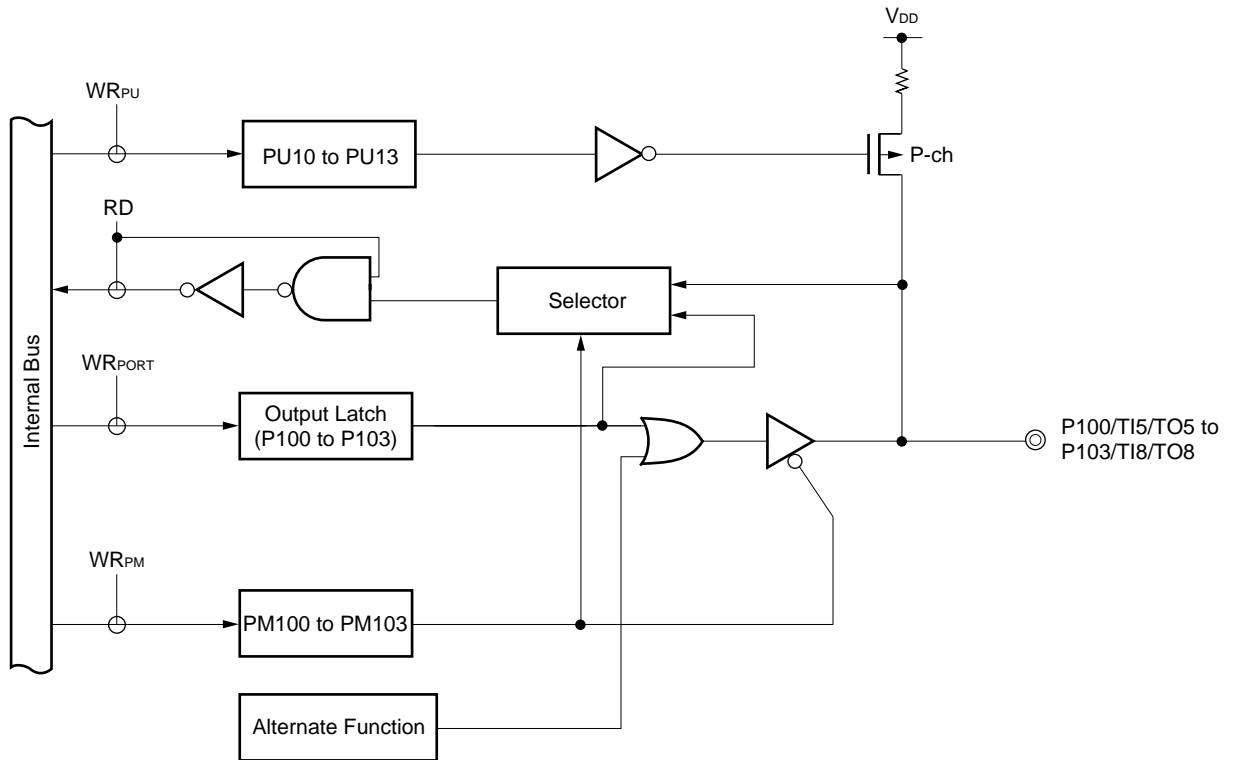 VDD
WRPU
PU10 to PU13
P-ch
RD
Selector
Internal Bus
WRPORT
Output Latch
(P100 to P103)
P100/TI5/TO5 to
P103/TI8/TO8
WRPM
PM100 to PM103
Alternate Function